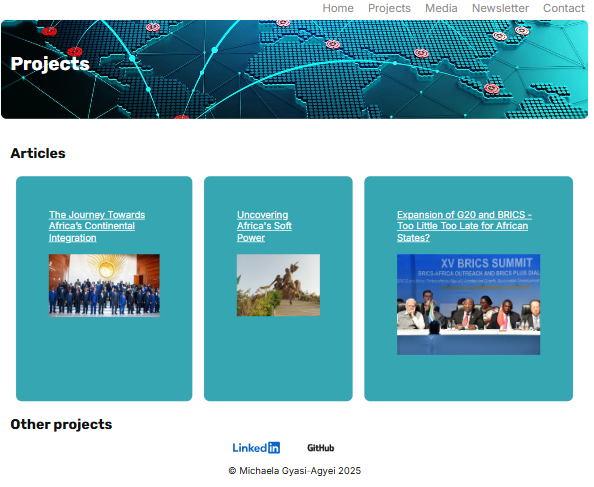 Home Projects Media Newsletter Contact
Projects
Articles
The Journey Towards
Africa's Continental
Integration
Uncovering
Africa's Soft
Power
Expansion of G20 and BRICS -
Too Little Too Late for African
States?
XV BRICS SUMMIT
BRICS-AFRICA OUTREACH AND BRICS PLUS DIAL
Other projects
LinkedIn GitHub
© Michaela Gyasi-Agyei 2025